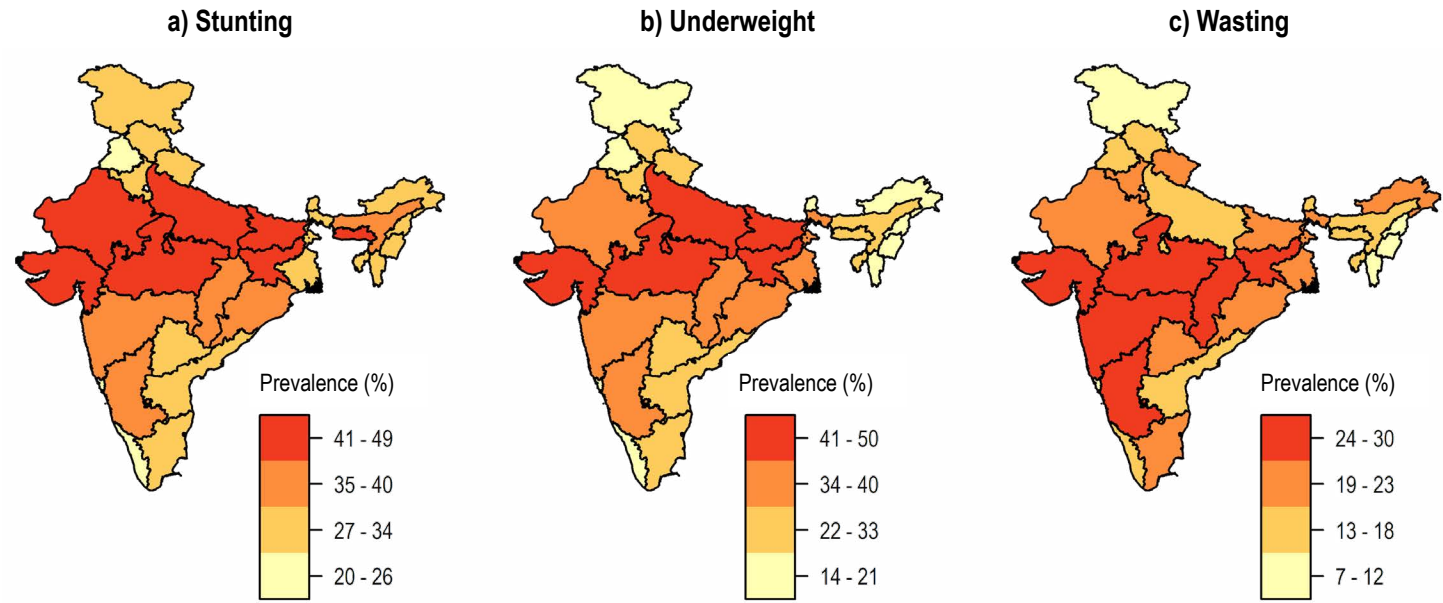 a) Stunting
b) Underweight
c) Wasting
Prevalence (%)
41 - 49
35 - 40
27 - 34
20 - 26
Prevalence (%)
41 - 50
34 - 40
22 - 33
14 - 21
Prevalence (%)
24 - 30
19 - 23
13 - 18
7 - 12